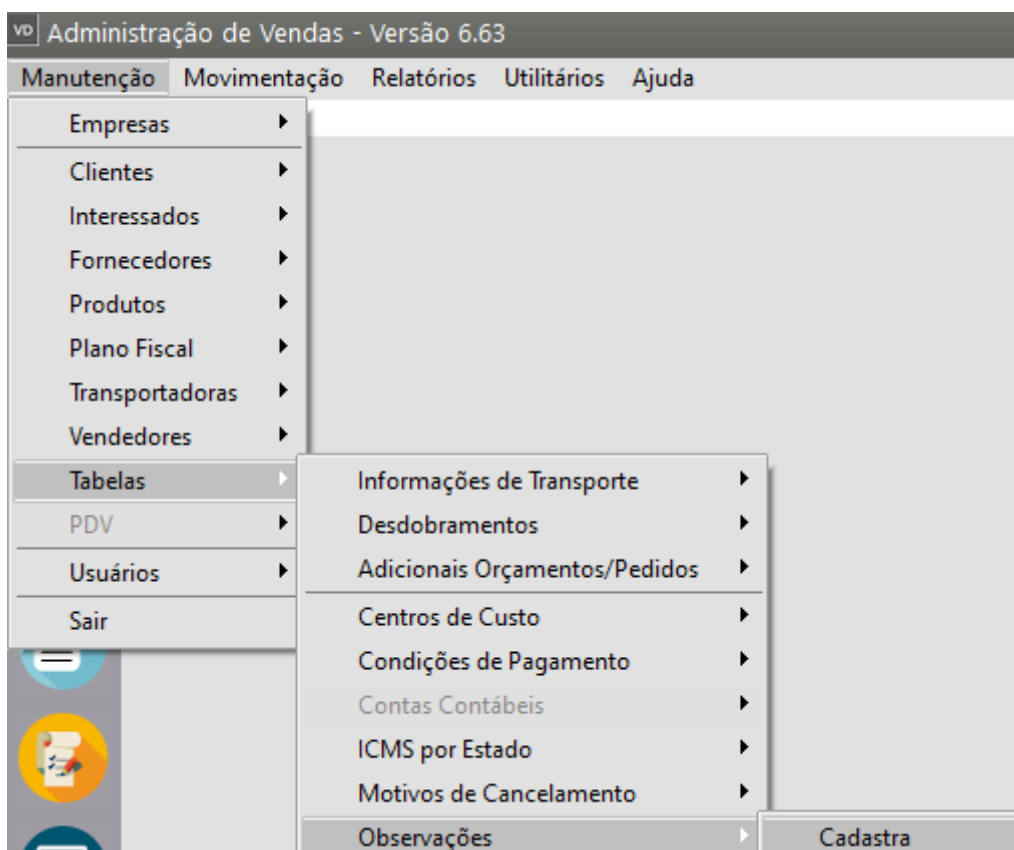 VD Administração de Vendas - Versão 6.63
Manutenção Movimentação Relatórios Utilitários Ajuda
Empresas
Clientes
Interessados
Fornecedores
Produtos
Plano Fiscal
Transportadoras
Vendedores
Tabelas
PDV
Usuários
Sair
Informações de Transporte
Desdobramentos
Adicionais Orçamentos/Pedidos
Centros de Custo
Condições de Pagamento
Contas Contábeis
ICMS por Estado
Motivos de Cancelamento
Observações
Cadastra